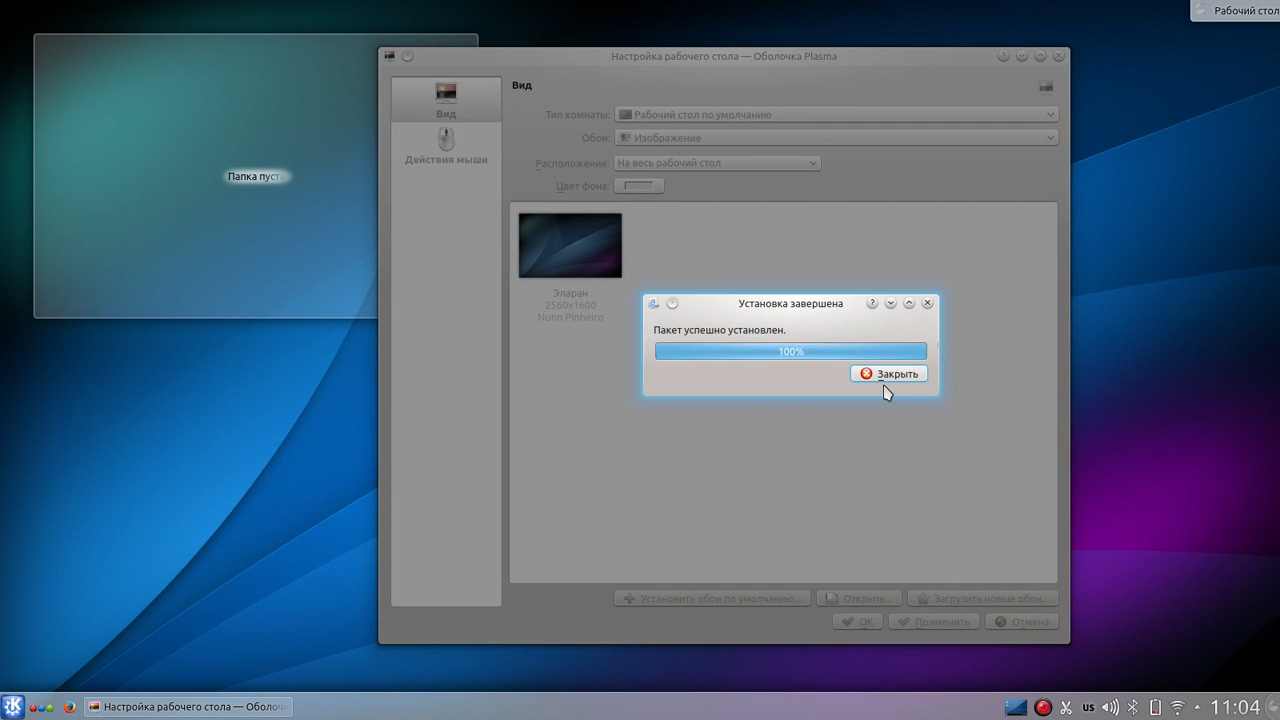 Рабочий стол
Настройка рабочего стола — Оболочка Plasma
Вид
Действия мыши
Вид
Тип комнаты: Рабочий стол по умолчанию
Обои: Изображение
Расположение: На весь рабочий стол
Цвет фона:
Папка пуста
Эларан
2560x1600
Nuno Pinheiro
Установка завершена
Пакет успешно установлен.
100%
Закрыть
Установить обои по умолчанию... Открыть... Загрузить новые обои...
ОК Применить Отмена
Настройка рабочего стола — Оболоч
us 11:04